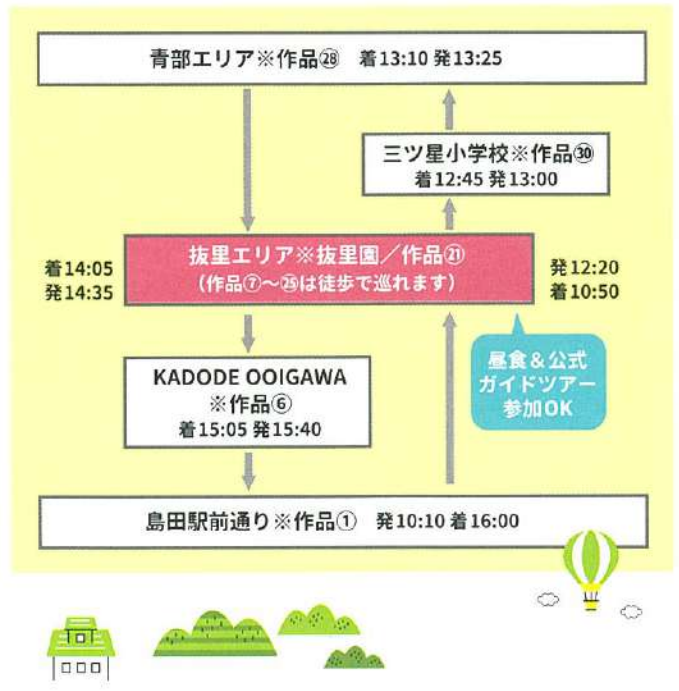 青部エリア※作品㉘ 着13:10 発13:25
三ツ星小学校※作品㉚
着12:45 発13:00
抜里エリア※抜里園／作品㉑
(作品⑦〜㉕は徒歩で巡れます)
着14:05
発14:35
発12:20
着10:50
昼食＆公式
ガイドツアー
参加OK
KADODE OOIGAWA
※作品⑥
着15:05 発15:40
島田駅前通り※作品① 発10:10 着16:00